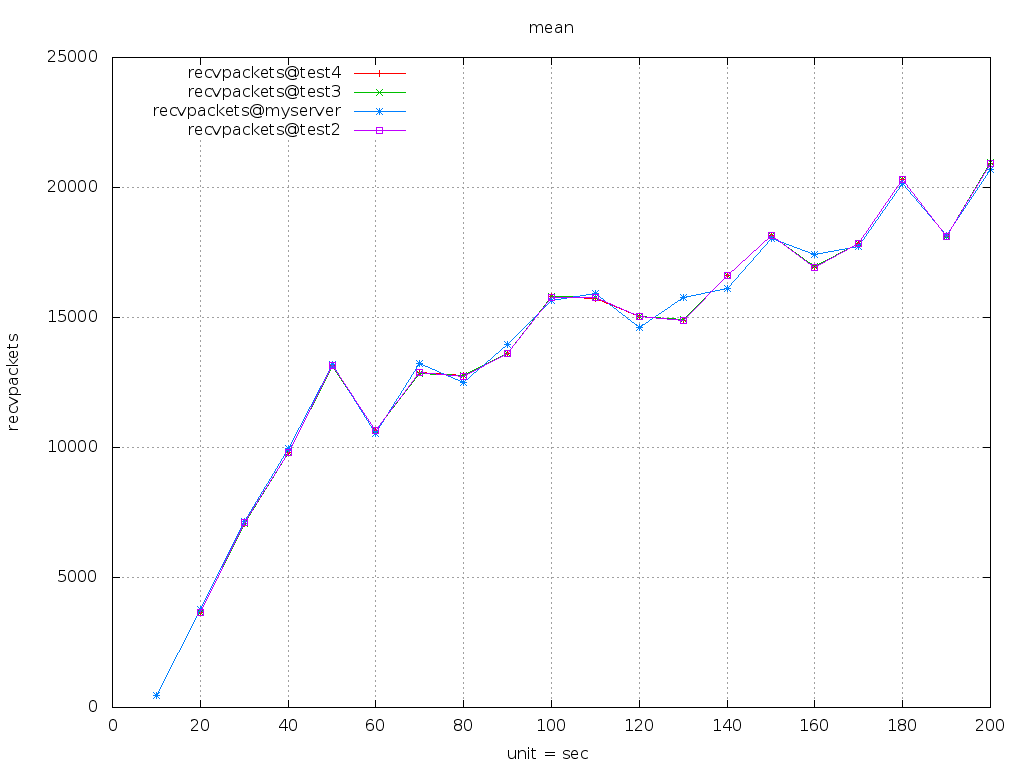 mean
25000
20000
15000
10000
5000
0
recvpackets
recvpackets@test4
recvpackets@test3
recvpackets@myserver
recvpackets@test2
0 20 40 60 80 100 120 140 160 180 200
unit = sec